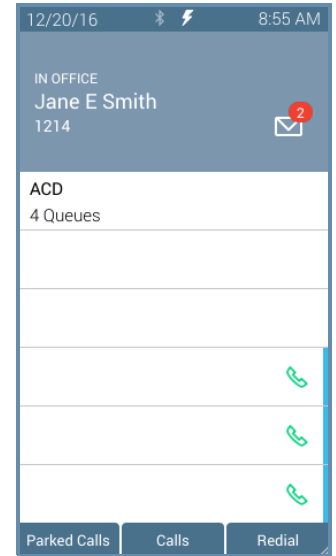 12/20/16 8:55 AM
IN OFFICE
Jane E Smith
1214
2
ACD
4 Queues
Parked Calls Calls Redial